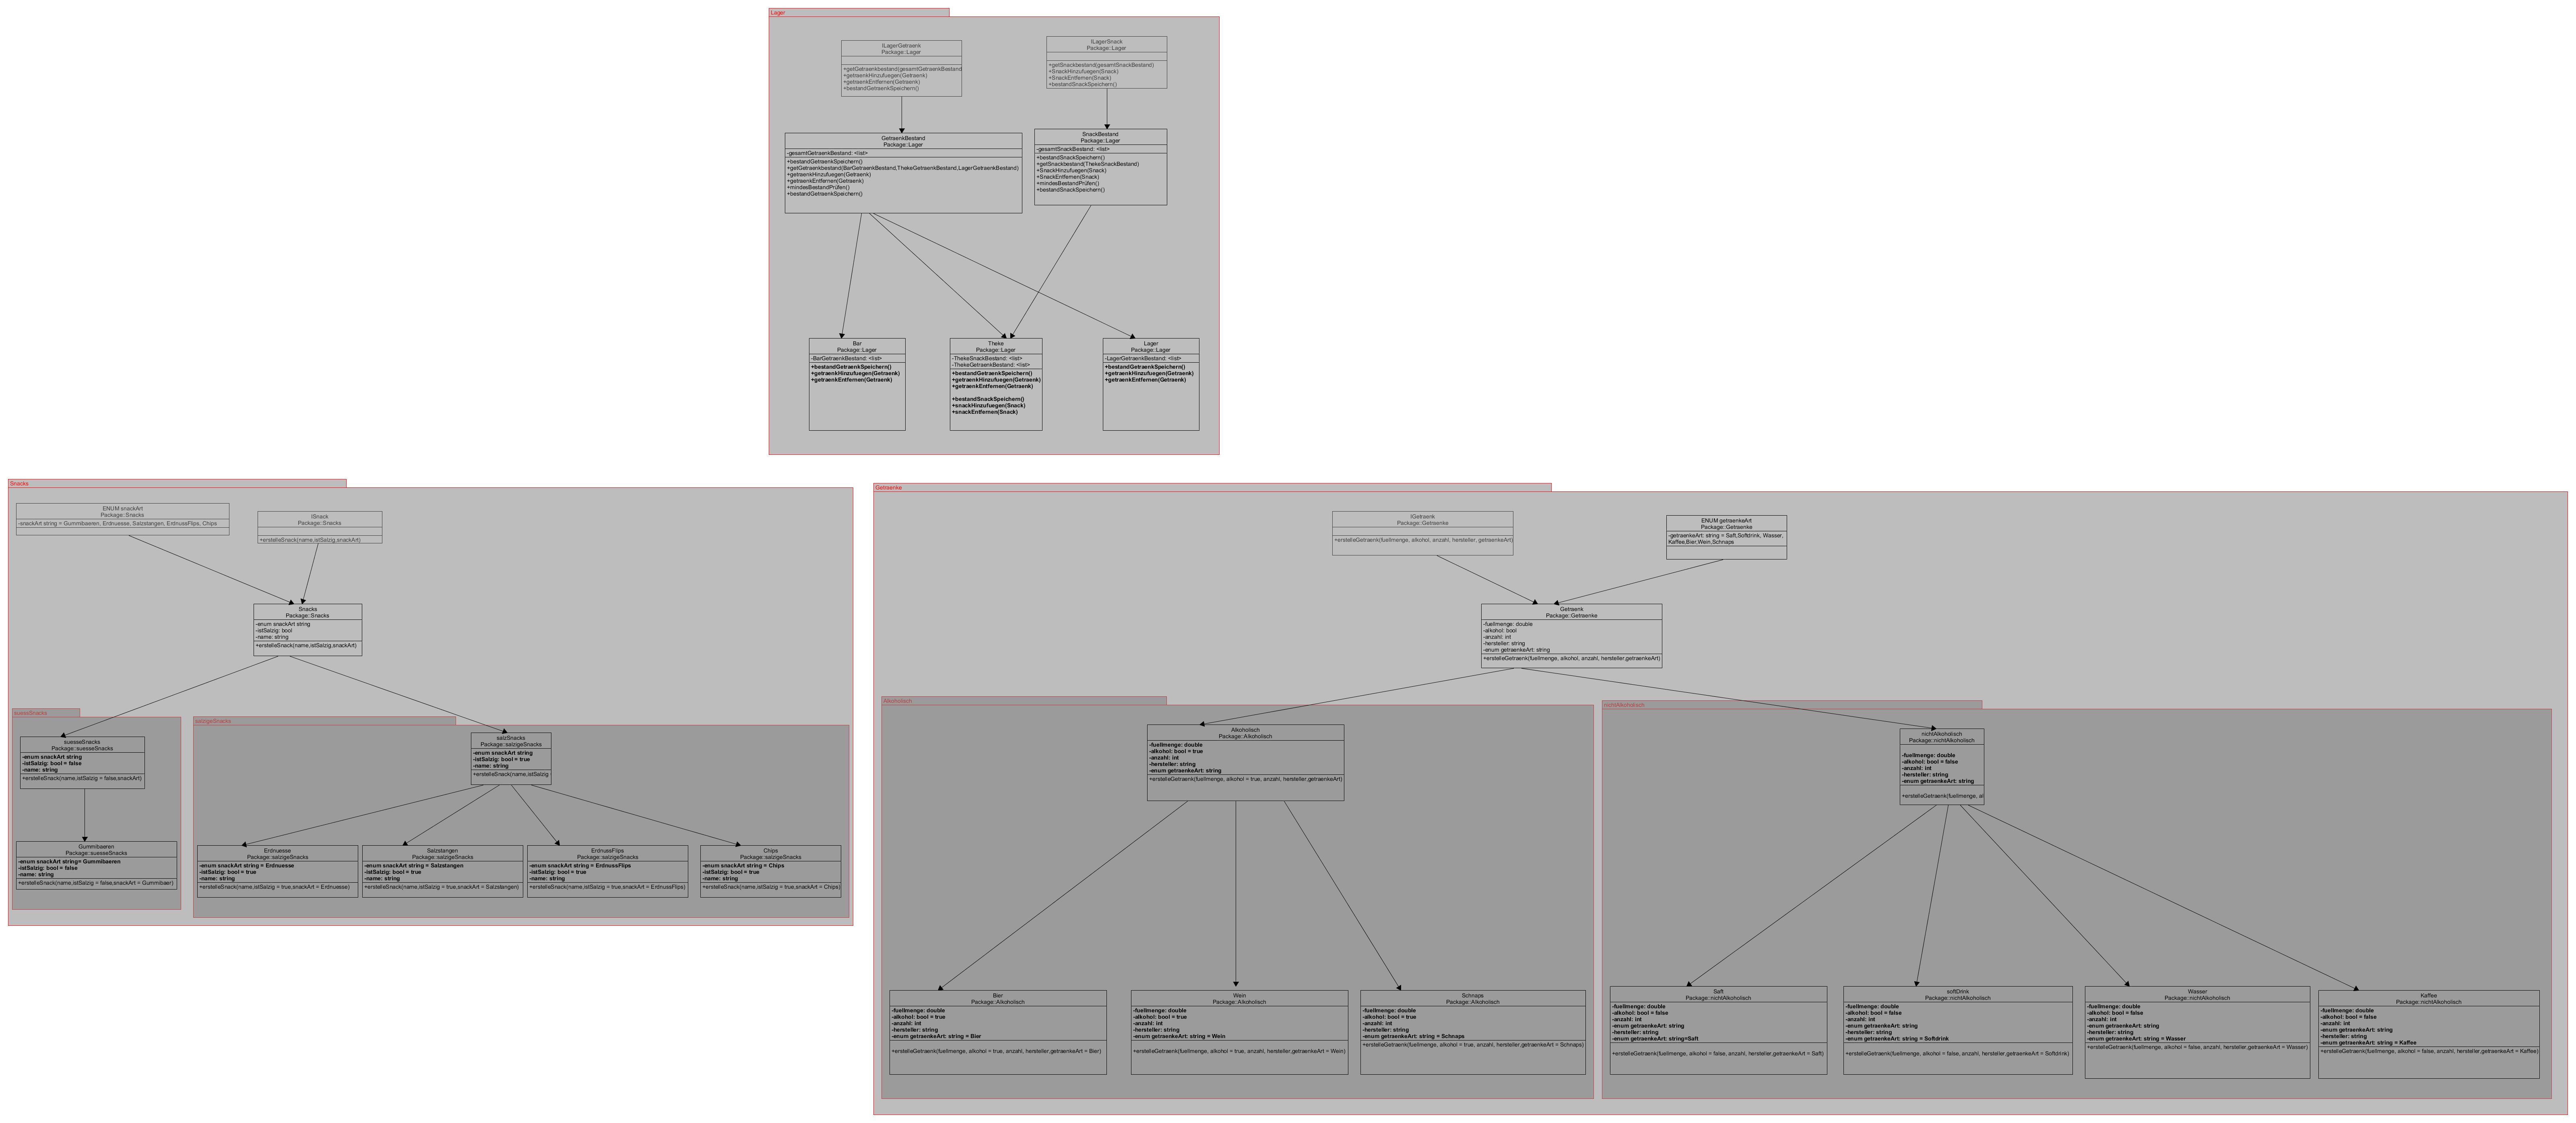 Lager
ILagerGetraenk
Package::Lager
+getGetraenkbestand(gesamtGetraenkBestand
+getraenkHinzufuegen(Getraenk)
+getraenkEntfernen(Getraenk)
+bestandGetraenkSpeichern()
ILagerSnack
Package::Lager
+getSnackbestand(gesamtSnackBestand)
+SnackHinzufuegen(Snack)
+SnackEntfernen(Snack)
+bestandSnackSpeichern()
GetraenkBestand
Package::Lager
-gesamtGetraenkBestand: <list>
+bestandGetraenkSpeichern()
+getGetraenkbestand(BarGetraenkBestand,ThekeGetraenkBestand,LagerGetraenkBestand)
+getraenkHinzufuegen(Getraenk)
+getraenkEntfernen(Getraenk)
+mindesBiestandPrüfen()
+bestandGetraenkSpeichern()
SnackBestand
Package::Lager
-gesamtSnackBestand: <list>
+bestandSnackSpeichern()
+getSnackbestand(ThekeSnackBestand)
+SnackHinzufuegen(Snack)
+SnackEntfernen(Snack)
+mindesBiestandPrüfen()
+bestandSnackSpeichern()
Bar
Package::Lager
-BarGetraenkBestand: <list>
+bestandGetraenkSpeichern()
+getraenkHinzufuegen(Getraenk)
+getraenkEntfernen(Getraenk)
Theke
Package::Lager
-ThekeSnackBestand: <list>
-ThekeGetraenkBestand: <list>
+bestandGetraenkSpeichern()
+getraenkHinzufuegen(Getraenk)
+getraenkEntfernen(Getraenk)
+bestandSnackSpeichern()
+snackHinzufuegen(Snack)
+snackEntfernen(Snack)
Lager
Package::Lager
-LagerGetraenkBestand: <list>
+bestandGetraenkSpeichern()
+getraenkHinzufuegen(Getraenk)
+getraenkEntfernen(Getraenk)
Snacks
ENUM snackArt
Package::Snacks
-snackArt string = Gummibaeren, Erdnuesse, Salzstangen, ErdnussFlips, Chips
ISnack
Package::Snacks
+erstelleSnack(name,istSalzig,snackArt)
Snacks
Package::Snacks
-enum snackArt string
-istSalzig: bool
-name: string
+erstelleSnack(name,istSalzig,snackArt)
suesseSnacks
suesseSnacks
Package::suesseSnacks
-enum snackArt string
-istSalzig: bool = false
-name: string
+erstelleSnack(name,istSalzig = false,snackArt)
Gummibaeren
Package::suesseSnacks
-enum snackArt string= Gummibaeren
-istSalzig: bool = false
-name: string
+erstelleSnack(name,istSalzig = false,snackArt = Gummibaer)
salzigeSnacks
salzSnacks
Package::salzigeSnacks
-enum snackArt string
-istSalzig: bool = true
-name: string
+erstelleSnack(name,istSalzig
Erdnuesse
Package::salzigeSnacks
-enum snackArt string = Erdnuesse
-istSalzig: bool = true
-name: string
+erstelleSnack(name,istSalzig = true,snackArt = Erdnuesse)
Salzstangen
Package::salzigeSnacks
-enum snackArt string = Salzstangen
-istSalzig: bool = true
-name: string
+erstelleSnack(name,istSalzig = true,snackArt = Salzstangen)
ErdnussFlips
Package::salzigeSnacks
-enum snackArt string = ErdnussFlips
-istSalzig: bool = true
-name: string
+erstelleSnack(name,istSalzig = true,snackArt = ErdnussFlips)
Chips
Package::salzigeSnacks
-enum snackArt string = Chips
-istSalzig: bool = true
-name: string
+erstelleSnack(name,istSalzig = true,snackArt = Chips)
Getraenke
IGetraenk
Package::Getraenke
+erstelleGetraenk(fuellmenge, alkohol, anzahl, hersteller, getraenkeArt)
ENUM getraenkeArt
Package::Getraenke
-getraenkeArt: string = Saft,Softdrink, Wasser,
Kaffee,Bier,Wein,Schnaps
Getraenk
Package::Getraenke
-fuellmenge: double
-alkohol: bool
-anzahl: int
-hersteller: string
-enum getraenkeArt: string
+erstelleGetraenk(fuellmenge, alkohol, anzahl, hersteller,getraenkeArt)
Alkoholisch
Alkoholisch
Package::Alkoholisch
-fuellmenge: double
-alkohol: bool = true
-anzahl: int
-hersteller: string
-enum getraenkeArt: string
+erstelleGetraenk(fuellmenge, alkohol = true, anzahl, hersteller,getraenkeArt)
Bier
Package::Alkoholisch
-fuellmenge: double
-alkohol: bool = true
-anzahl: int
-hersteller: string
-enum getraenkeArt: string = Bier
+erstelleGetraenk(fuellmenge, alkohol = true, anzahl, hersteller,getraenkeArt = Bier)
Wein
Package::Alkoholisch
-fuellmenge: double
-alkohol: bool = true
-anzahl: int
-hersteller: string
-enum getraenkeArt: string = Wein
+erstelleGetraenk(fuellmenge, alkohol = true, anzahl, hersteller,getraenkeArt = Wein)
Schnaps
Package::Alkoholisch
-fuellmenge: double
-alkohol: bool = true
-anzahl: int
-hersteller: string
-enum getraenkeArt: string = Schnaps
+erstelleGetraenk(fuellmenge, alkohol = true, anzahl, hersteller,getraenkeArt = Schnaps)
nichtAlkoholisch
nichtAlkoholisch
Package::nichtAlkoholisch
-fuellmenge: double
-alkohol: bool = false
-anzahl: int
-hersteller: string
-enum getraenkeArt: string
+erstelleGetraenk(fuellmenge, al
Saft
Package::nichtAlkoholisch
-fuellmenge: double
-alkohol: bool = false
-anzahl: int
-enum getraenkeArt: string
-hersteller: string
-enum getraenkeArt: string=Saft
+erstelleGetraenk(fuellmenge, alkohol = false, anzahl, hersteller,getraenkeArt = Saft)
softDrink
Package::nichtAlkoholisch
-fuellmenge: double
-alkohol: bool = false
-anzahl: int
-enum getraenkeArt: string
-hersteller: string
-enum getraenkeArt: string = Softdrink
+erstelleGetraenk(fuellmenge, alkohol = false, anzahl, hersteller,getraenkeArt = Softdrink)
Wasser
Package::nichtAlkoholisch
-fuellmenge: double
-alkohol: bool = false
-anzahl: int
-enum getraenkeArt: string
-hersteller: string
-enum getraenkeArt: string = Wasser
+erstelleGetraenk(fuellmenge, alkohol = false, anzahl, hersteller,getraenkeArt = Wasser)
Kaffee
Package::nichtAlkoholisch
-fuellmenge: double
-alkohol: bool = false
-anzahl: int
-enum getraenkeArt: string
-hersteller: string
-enum getraenkeArt: string = Kaffee
+erstelleGetraenk(fuellmenge, alkohol = false, anzahl, hersteller,getraenkeArt = Kaffee)